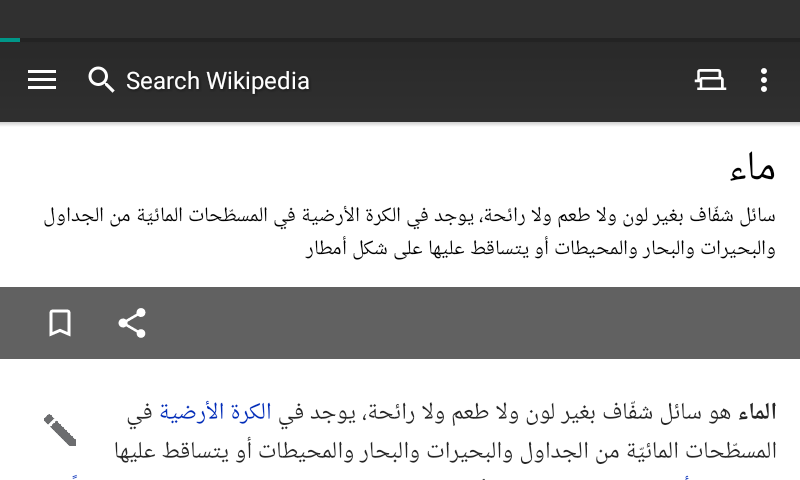 Search Wikipedia
ماء
سائل شفّاف بغير لون ولا طعم ولا رائحة، يوجد في الكرة الأرضية في المسطّحات المائيّة من الجداول
والبحيرات والبحار والمحيطات أو يتساقط عليها على شكل أمطار
الماء هو سائل شفّاف بغير لون ولا طعم ولا رائحة، يوجد في الكرة الأرضية في
المسطّحات المائيّة من الجداول والبحيرات والبحار والمحيطات أو يتساقط عليها